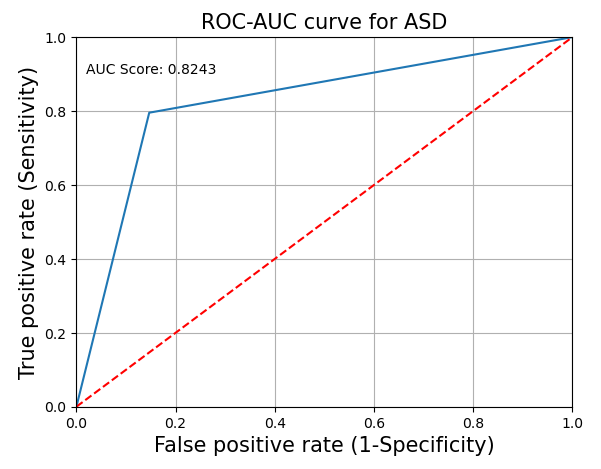 ROC-AUC curve for ASD
AUC Score: 0.8243
True positive rate (Sensitivity)
1.0
0.8
0.6
0.4
0.2
0.0
0.0 0.2 0.4 0.6 0.8 1.0
False positive rate (1-Specificity)